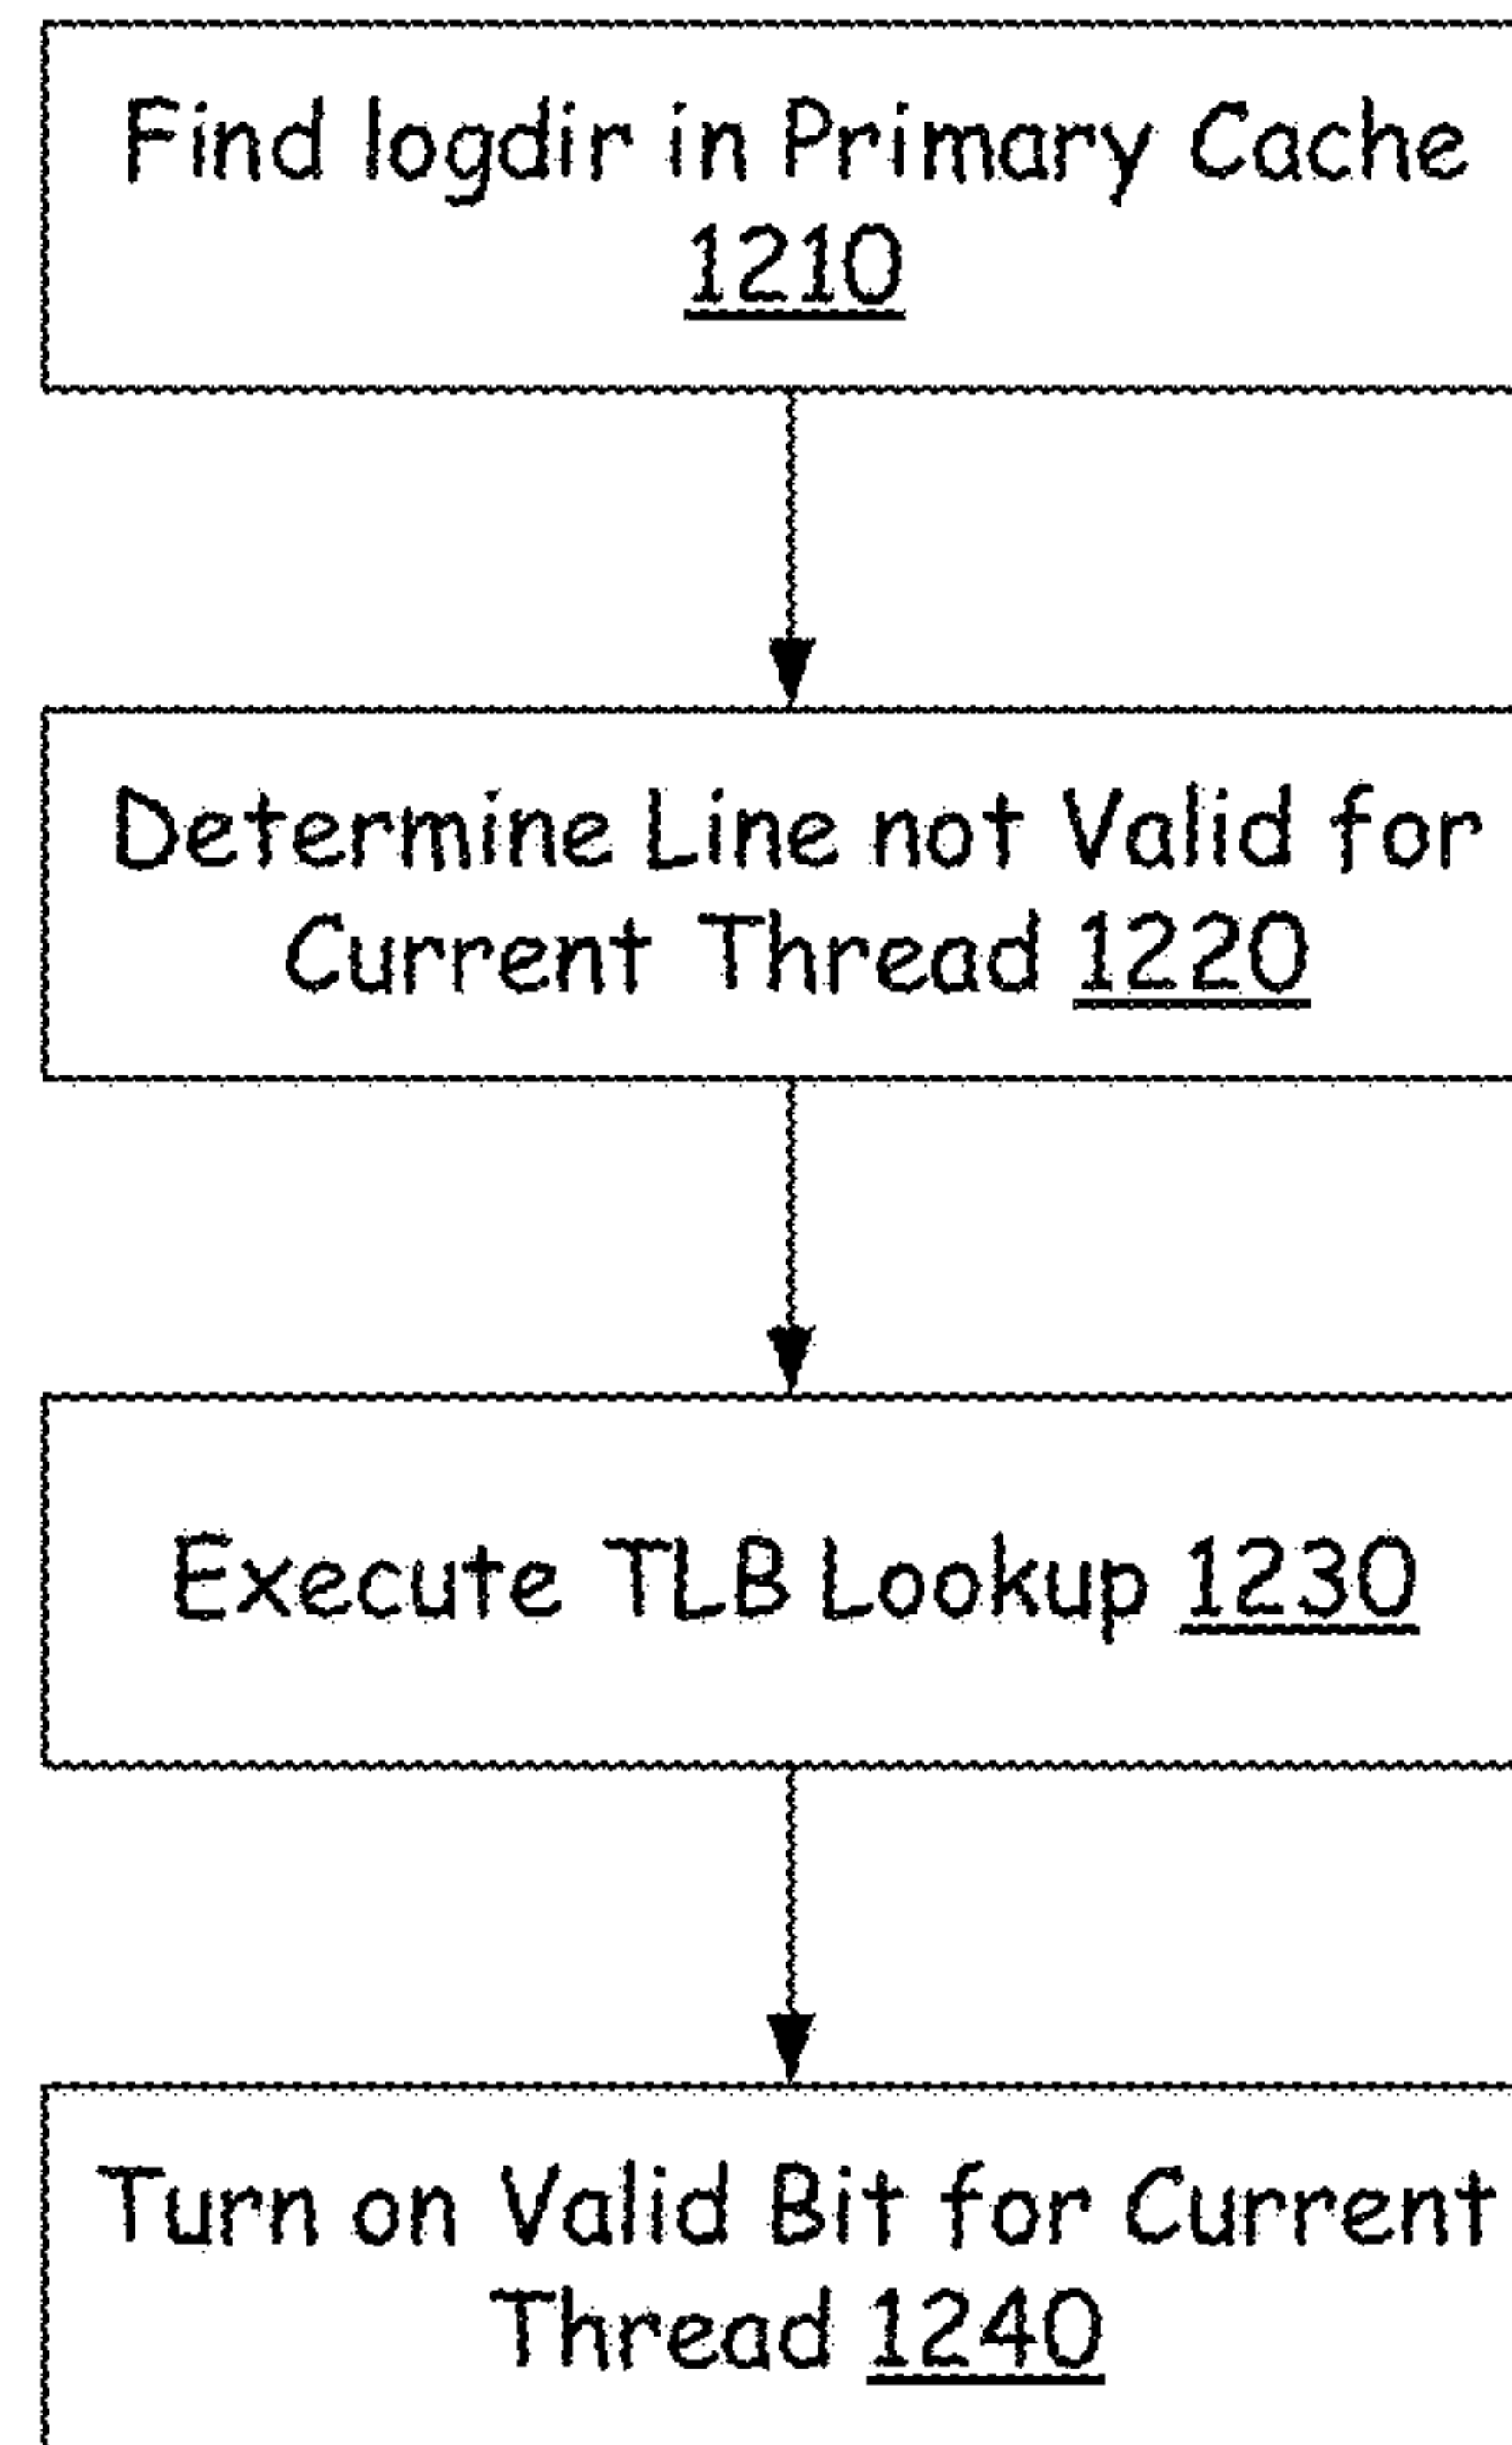 Find logdir in Primary Cache
1210
Determine Line not Valid for
Current Thread 1220
Execute TLB Lookup 1230
Turn on Valid Bit for Current
Thread 1240